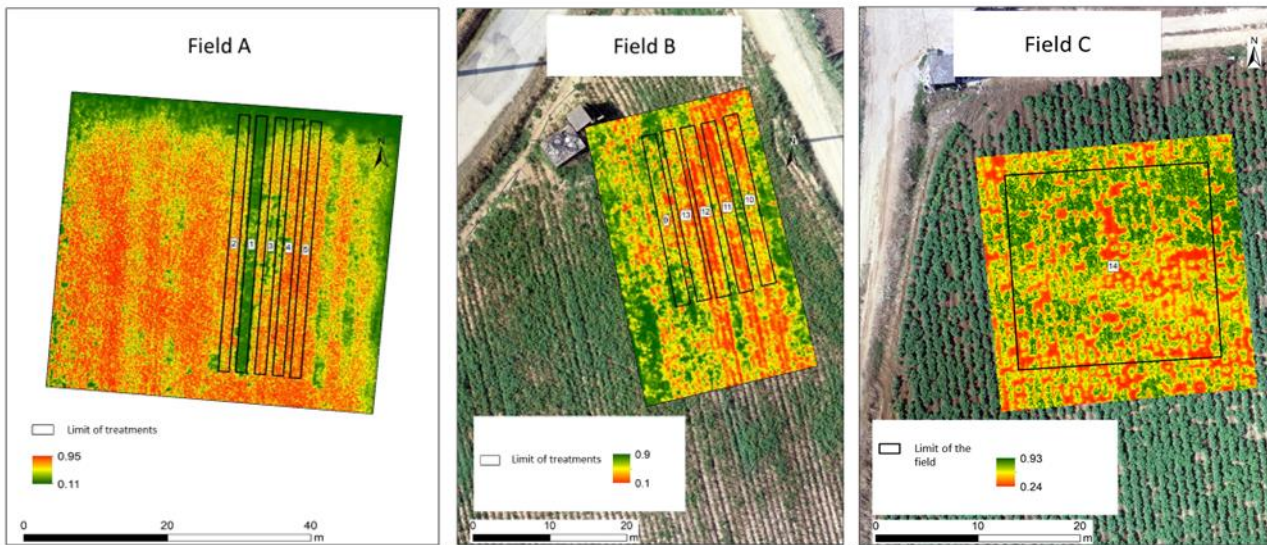 Field A
N
2
1
3
4
5
Limit of treatments
0.95
0.11
0
20
40
m
Field B
N
9
13
12
11
10
Limit of treatments
0.9
0.1
0
10
20
m
Field C
N
14
Limit of the
field
0.93
0.24
0
10
20
m